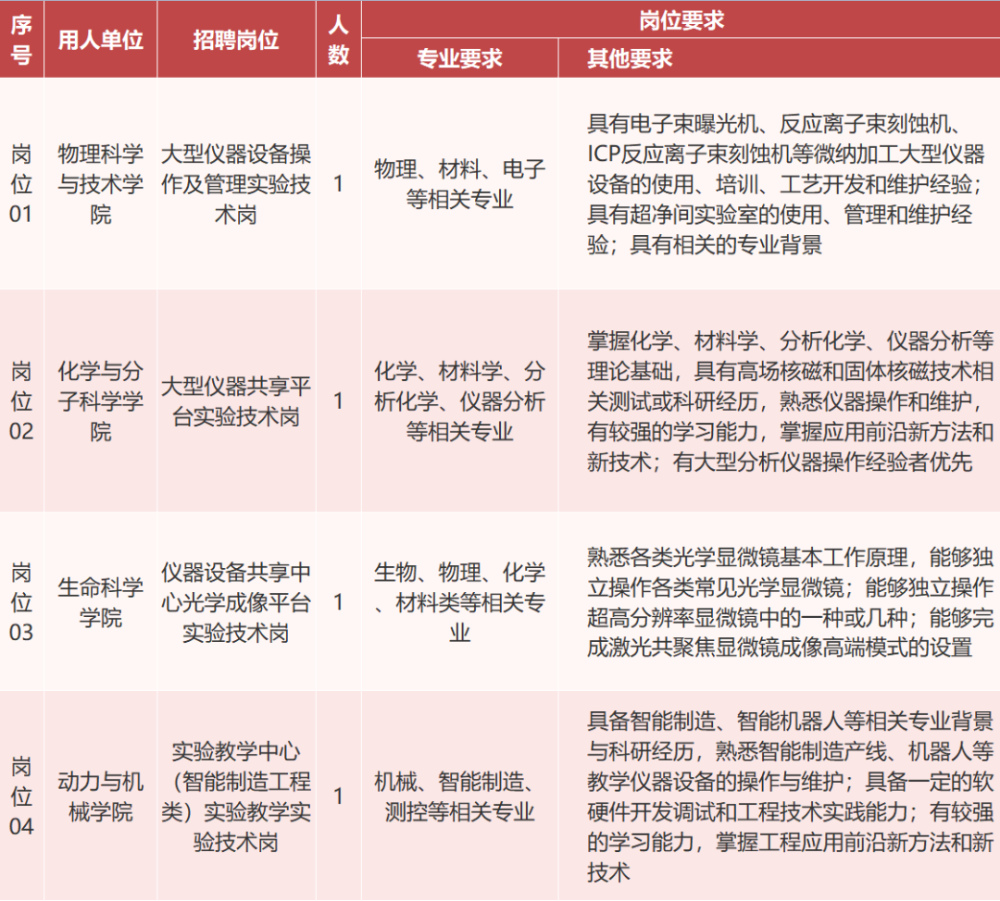 序
号
用人单位
招聘岗位
人
数
岗位要求
专业要求
其他要求
岗
位
01
物理科学
与技术学
院
大型仪器设备操
作及管理实验技
术岗
1
物理、材料、电子
等相关专业
具有电子束曝光机、反应离子束刻蚀机、
ICP反应离子束刻蚀机等微纳加工大型仪器
设备的使用、培训、工艺开发和维护经验；
具有超净间实验室的使用、管理和维护经
验；具有相关的专业背景
岗
位
02
化学与分
子科学学
院
大型仪器共享平
台实验技术岗
1
化学、材料学、分
析化学、仪器分析
等相关专业
掌握化学、材料学、分析化学、仪器分析等
理论基础，具有高场核磁和固体核磁技术相
关测试或科研经历，熟悉仪器操作和维护，
有较强的学习能力，掌握应用前沿新方法和
新技术；有大型分析仪器操作经验者优先
岗
位
03
生命科学
学院
仪器设备共享中
心光学成像平台
实验技术岗
1
生物、物理、化学
、材料类等相关专
业
熟悉各类光学显微镜基本工作原理，能够独
立操作各类常见光学显微镜；能够独立操作
超高分辨率显微镜中的一种或几种；能够完
成激光共聚焦显微镜成像高端模式的设置
岗
位
04
动力与机
械学院
实验教学中心
（智能制造工程
类）实验教学实
验技术岗
1
机械、智能制造、
测控等相关专业
具备智能制造、智能机器人等相关专业背景
与科研经历，熟悉智能制造产线、机器人等
教学仪器设备的操作与维护；具备一定的软
硬件开发调试和工程技术实践能力；有较强
的学习能力，掌握工程应用前沿新方法和新
技术